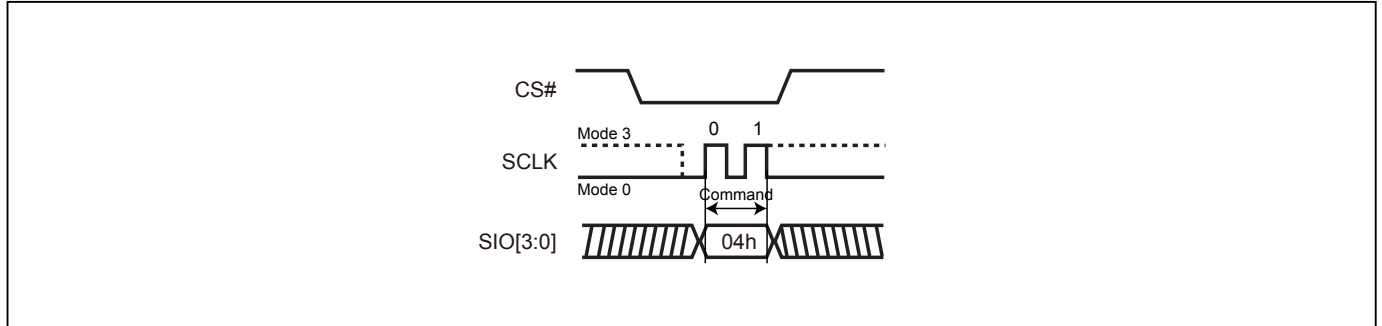 CS#
Mode 3
0 1
SCLK
Mode 0
Command
SIO[3:0]
04h